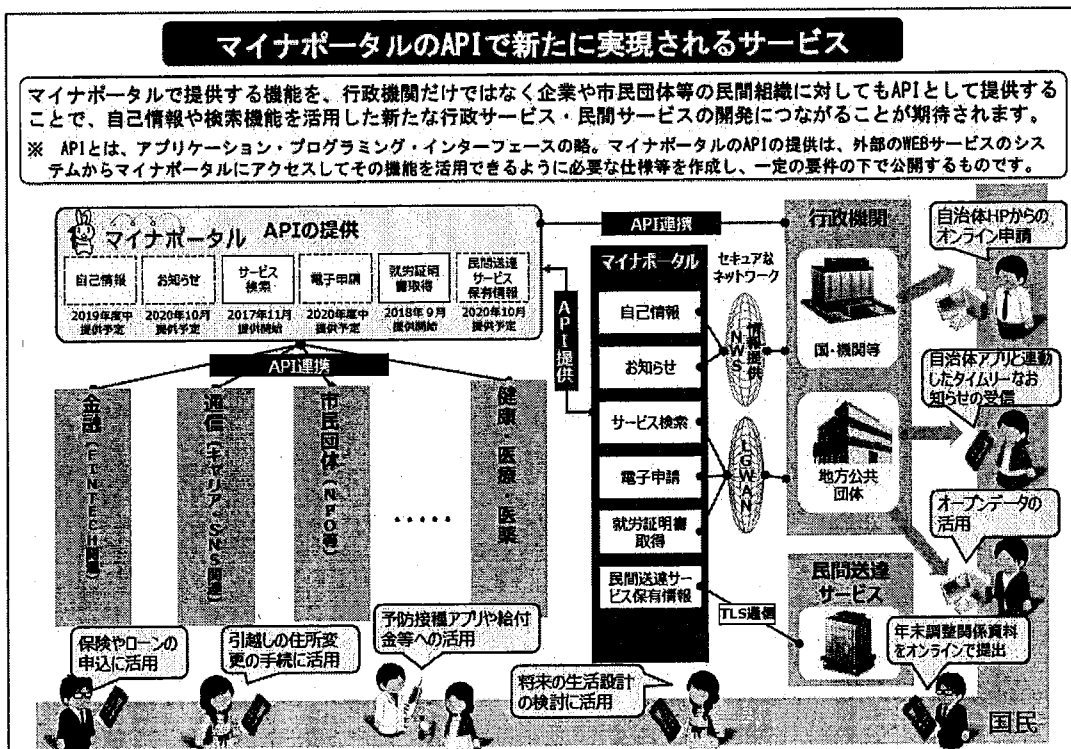 マイナポータルのAPIで新たに実現されるサービス
マイナポータルで提供する機能を、行政機関だけではなく企業や市民団体等の民間組織に対してもAPIとして提供する
ことで、自己情報や検索機能を活用した新たな行政サービス・民間サービスの開発につながることが期待されます。
※ APIとは、アプリケーション・プログラミング・インターフェースの略。マイナポータルのAPIの提供は、外部のWEBサービスのシス
テムからマイナポータルにアクセスしてその機能を活用できるように必要な仕様等を作成し、一定の要件の下で公開するものです。
マイナポータル APIの提供
自己情報
2019年度中
提供予定
お知らせ
2020年10月
提供予定
サービス
検索
2017年11月
提供開始
電子申請
2020年度中
提供予定
就労証明
書取得
2018年9月
提供開始
民間送達
サービス
保有情報
2020年10月
提供予定
API連携
金融(FINTECH関連)
通信(キャリア・SNS関連)
市民団体(NPO等)
・・・・・
健康・医療・医薬
API提供
API連携
マイナポータル
自己情報
お知らせ
サービス検索
電子申請
就労証明書
取得
民間送達サー
ビス保有情報
セキュアな
ネットワーク
情報提供
NWS
LGWAN
TLS通信
行政機関
国・機関等
地方公共
団体
民間送達
サービス
自治体HPからの
オンライン申請
自治体アプリと連動
したタイムリーなお
知らせの受信
オープンデータの
活用
年末調整関係資料
をオンラインで提出
保険やローンの
申込に活用
引越しの住所変
更の手続に活用
予防接種アプリや給付
金等への活用
将来の生活設計
の検討に活用
国民